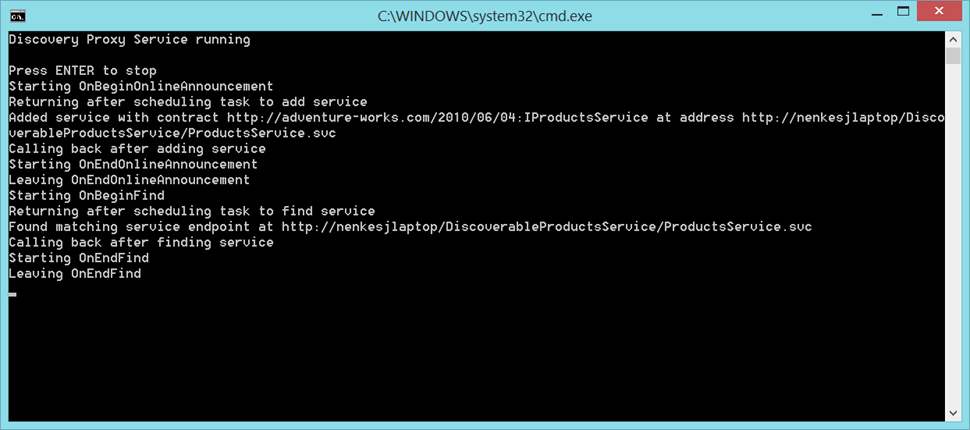 C:\WINDOWS\system32\cmd.exe
Discovery Proxy Service running
Press ENTER to stop
Starting OnBeginOnlineAnnouncement
Returning after scheduling task to add service
Added service with contract http://adventure-works.com/2010/06/04:IProductsService at address http://nenkesjlaptop/Disco
verableProductsService/ProductsService.svc
Calling back after adding service
Starting OnEndOnlineAnnouncement
Leaving OnEndOnlineAnnouncement
Starting OnBeginFind
Returning after scheduling task to find service
Found matching service endpoint at http://nenkesjlaptop/DiscoverableProductsService/ProductsService.svc
Calling back after finding service
Starting OnEndFind
Leaving OnEndFind